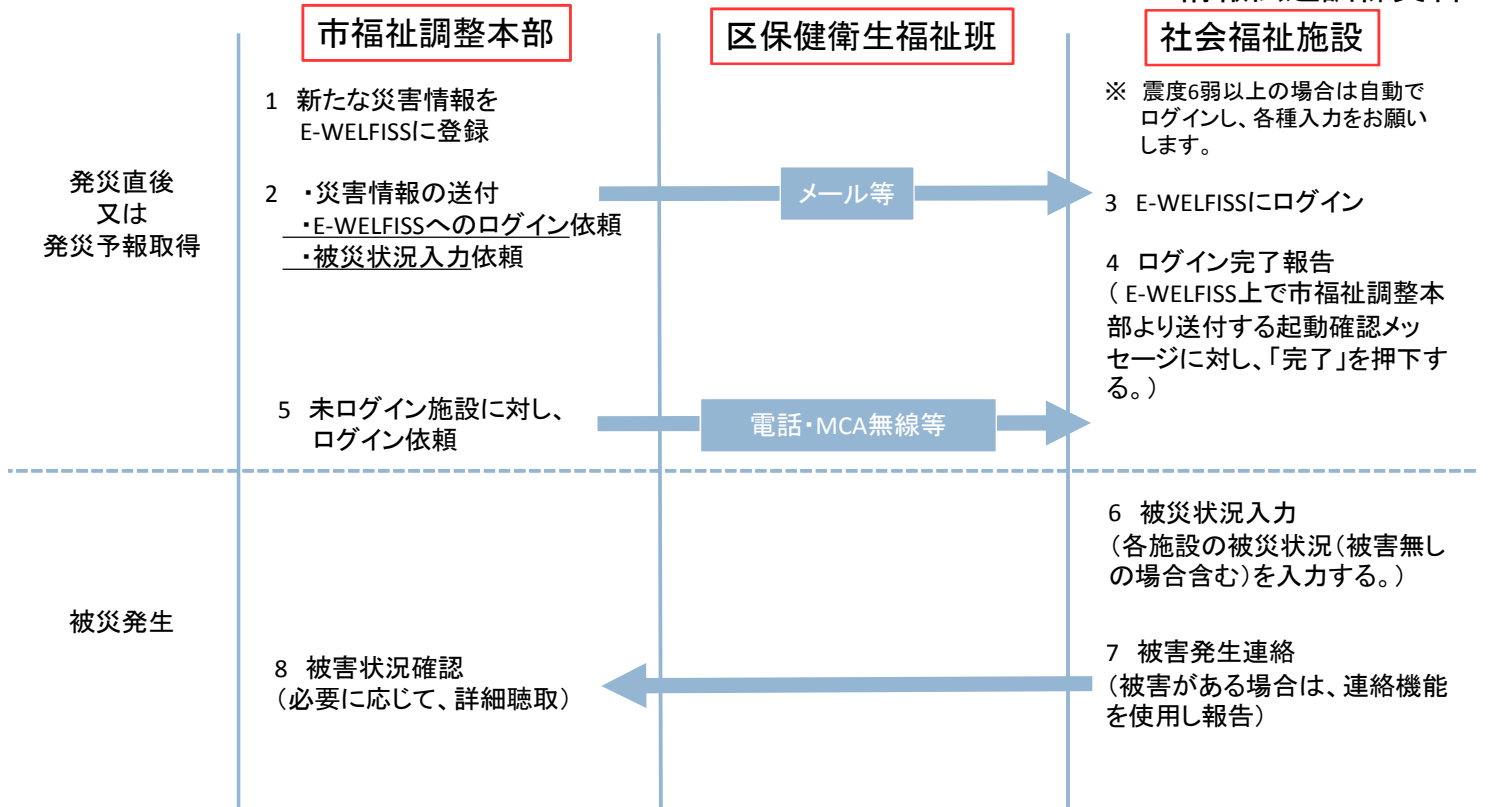 市福祉調整本部
区保健衛生福祉班
社会福祉施設
発災直後
又は
発災予報取得
1 新たな災害情報を
E-WELFISSに登録
2 ・災害情報の送付
・E-WELFISSへのログイン依頼
・被災状況入力依頼
メール等
※ 震度6弱以上の場合は自動で
ログインし、各種入力をお願い
します。
3 E-WELFISSにログイン
4 ログイン完了報告
( E-WELFISS上で市福祉調整本
部より送付する起動確認メッ
セージに対し、「完了」を押下す
る。)
5 未ログイン施設に対し、
ログイン依頼
電話・MCA無線等
被災発生
6 被災状況入力
(各施設の被災状況(被害無し
の場合含む)を入力する。)
7 被害発生連絡
(被害がある場合は、連絡機能
を使用し報告)
8 被害状況確認
(必要に応じて、詳細聴取)